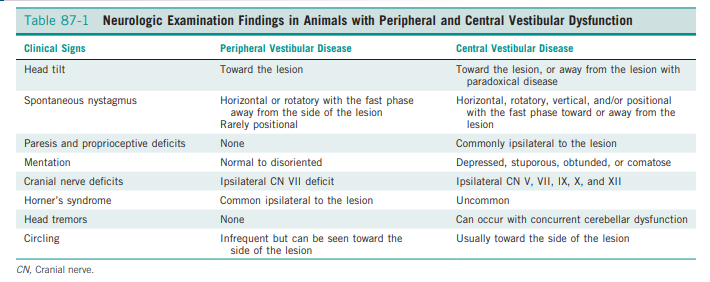 Table 87-1 Neurologic Examination Findings in Animals with Peripheral and Central Vestibular Dysfunction
Clinical Signs Peripheral Vestibular Disease Central Vestibular Disease
Head tilt Toward the lesion Toward the lesion, or away from the lesion with
paradoxical disease
Spontaneous nystagmus Horizontal or rotatory with the fast phase Horizontal, rotatory, vertical, and/or positional
away from the side of the lesion with the fast phase toward or away from the
Rarely positional lesion
Paresis and proprioceptive deficits None Commonly ipsilateral to the lesion
Mentation Normal to disoriented Depressed, stuporous, obtunded, or comatose
Cranial nerve deficits Ipsilateral CN VII deficit Ipsilateral CN V, VII, IX, X, and XII
Horner's syndrome Common ipsilateral to the lesion Uncommon
Head tremors None Can occur with concurrent cerebellar dysfunction
Circling Infrequent but can be seen toward the Usually toward the side of the lesion
side of the lesion
CN, Cranial nerve.